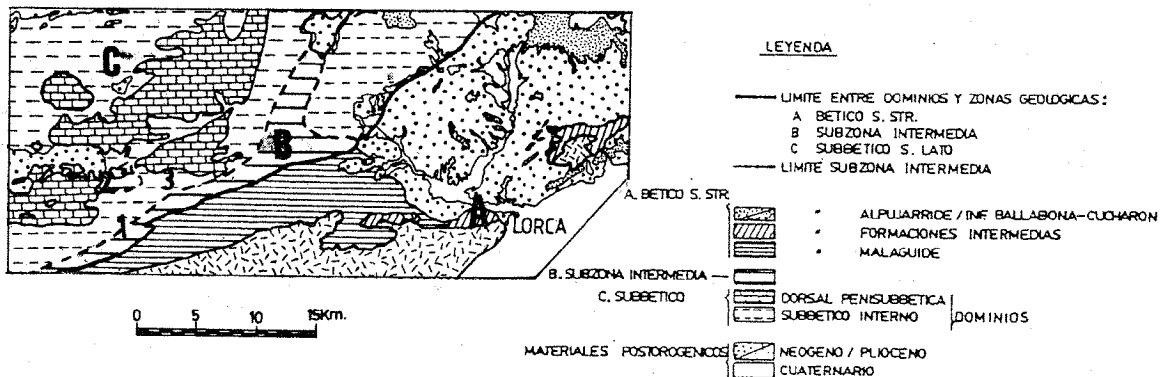 C
B
2
3
1
A
LORCA
0 5 10 15Km.
LEYENDA
LIMITE ENTRE DOMINIOS Y ZONAS GEOLOGICAS:
A BETICO S. STR.
B SUBZONA INTERMEDIA
C SUBBETICO S. LATO
LIMITE SUBZONA INTERMEDIA
A. BETICO S. STR.
" ALPUJARRIDE / INF BALLABONA-CUCHARON
" FORMACIONES INTERMEDIAS
" MALAGUIDE
B. SUBZONA INTERMEDIA
C. SUBBETICO
DORSAL PENISUBBETICA
SUBBETICO INTERNO
DOMINIOS
MATERIALES POSTOROGENICOS
NEOGENO / PLIOCENO
CUATERNARIO